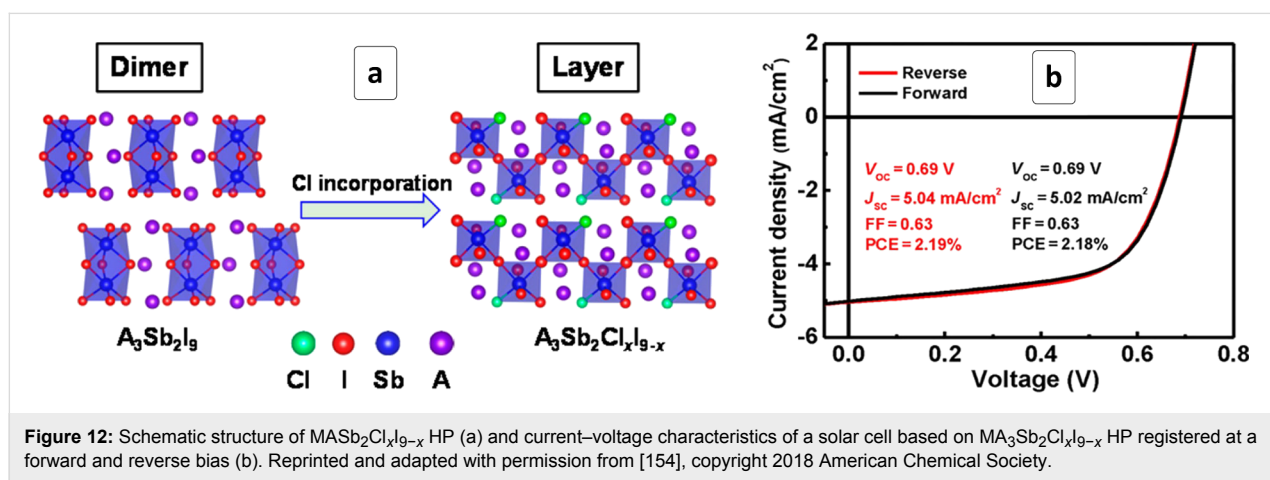 Dimer
a
Layer
Cl incorporation
A₃Sb₂I₉
A₃Sb₂ClₓI₉₋ₓ
Cl I Sb A
b
Reverse
Forward
V_OC = 0.69 V
J_SC = 5.04 mA/cm²
FF = 0.63
PCE = 2.19%
V_OC = 0.69 V
J_SC = 5.02 mA/cm²
FF = 0.63
PCE = 2.18%
Current density (mA/cm²)
2
0
-2
-4
-6
0.0 0.2 0.4 0.6 0.8
Voltage (V)
Figure 12: Schematic structure of MASb₂ClₓI₉₋ₓ HP (a) and current–voltage characteristics of a solar cell based on MA₃Sb₂ClₓI₉₋ₓ HP registered at a
forward and reverse bias (b). Reprinted and adapted with permission from [154], copyright 2018 American Chemical Society.